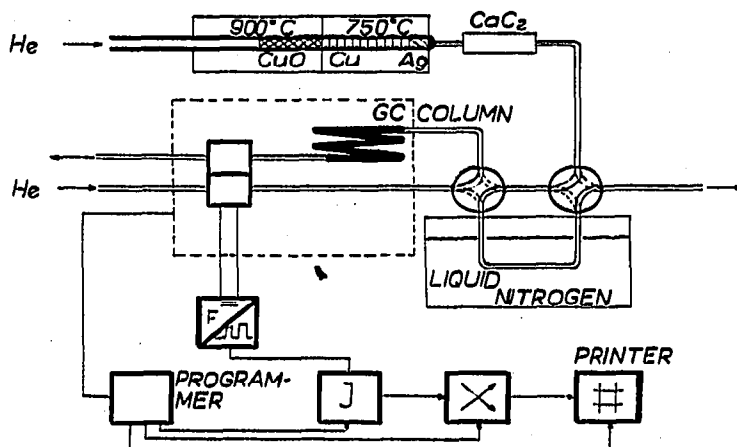 900°C 750°C CaC₂
He
CuO Cu Ag
GC COLUMN
He
LIQUID
NITROGEN
F
PROGRAM-
MER
J
PRINTER